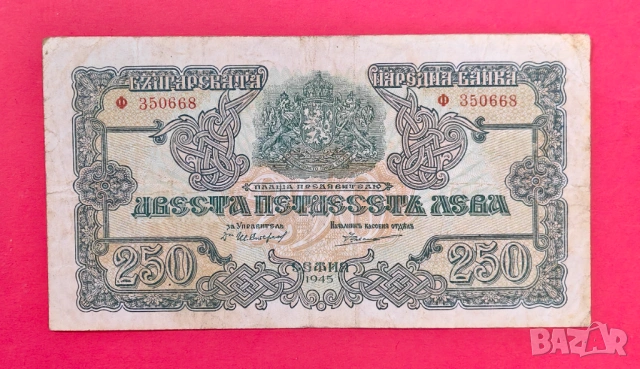 БЪЛГАРСКАТА НАРОДНА БАНКА
Ф 350668 Ф 350668
ПЛАЩА ПРЕДЯВИТЕЛЮ
ДВЕСТА ПЕТДЕСЕТЬ ЛЕВА
за Управитель Началникъ касовия отдѣлъ
250 СОФИЯ 250
1945
BAZAR